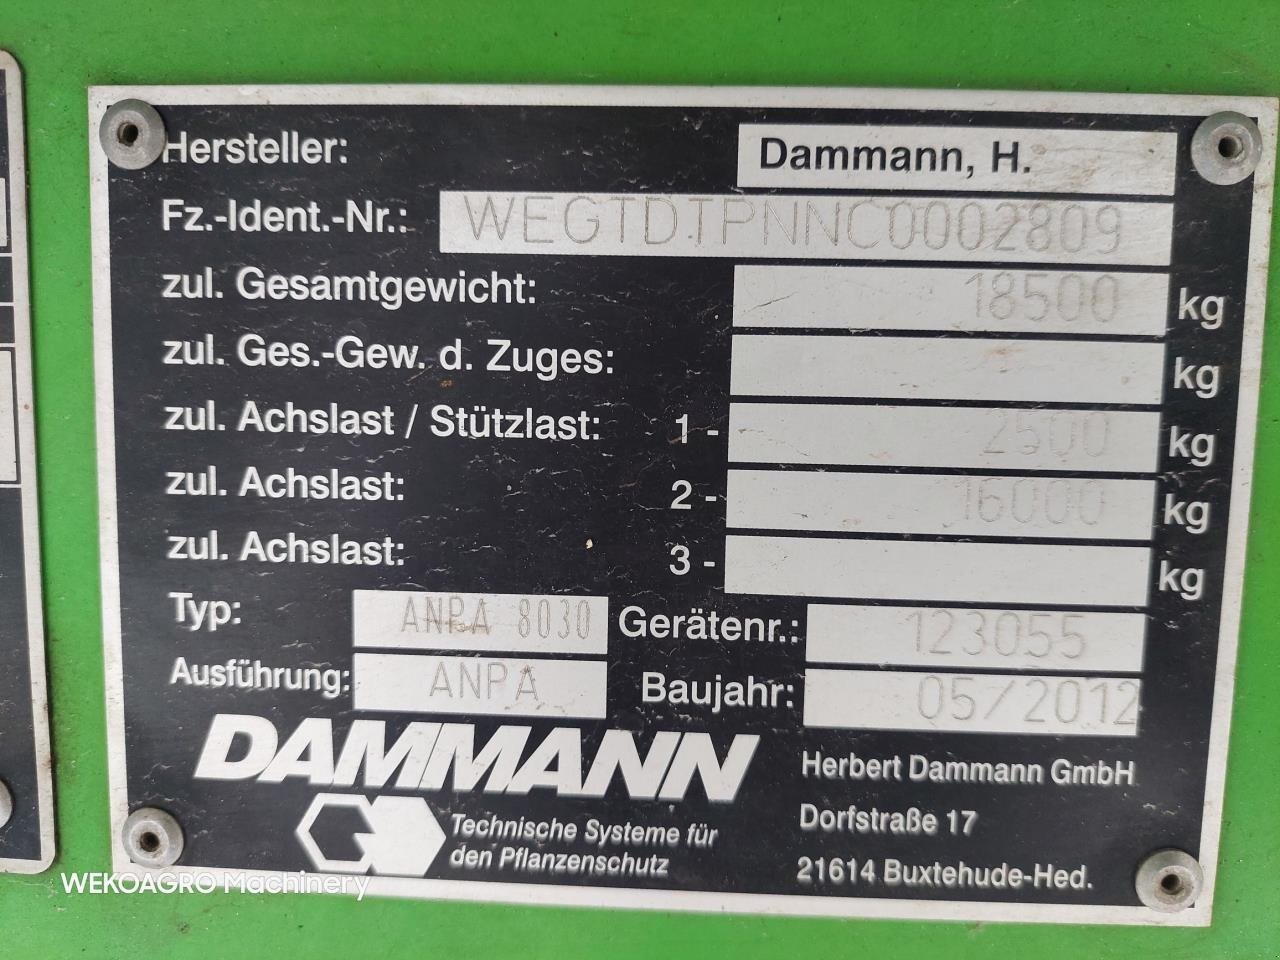 Hersteller: Dammann, H.
Fz.-Ident.-Nr.: WEGTDTPNNC0002809
zul. Gesamtgewicht: 18500 kg
zul. Ges.-Gew. d. Zuges: kg
zul. Achslast / Stützlast: 1 - 2500 kg
zul. Achslast: 2 - 16000 kg
zul. Achslast: 3 - kg
Typ: ANPA 8030 Gerätenr.: 123055
Ausführung: ANPA Baujahr: 05/2012
DAMMANN
Technische Systeme für
den Pflanzenschutz
Herbert Dammann GmbH
Dorfstraße 17
21614 Buxtehude-Hed.
WEKOAGRO Machinery